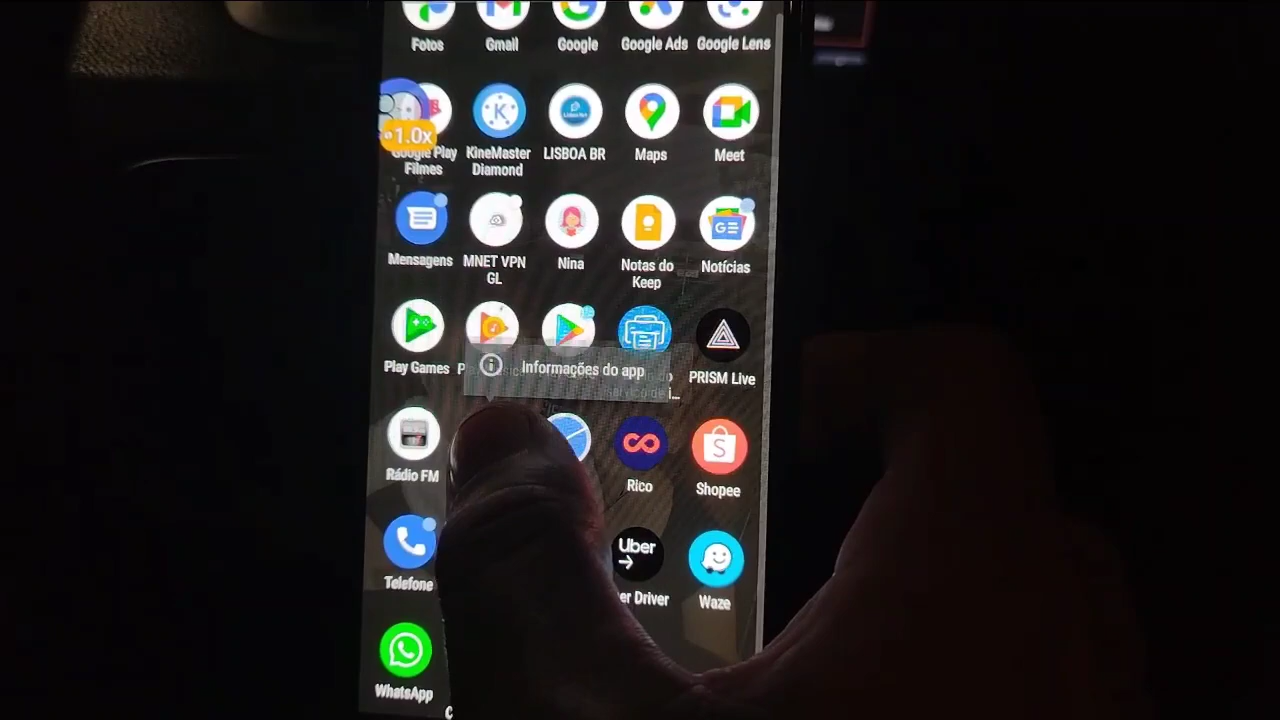 Fotos
Gmail
Google
Google Ads
Google Lens
1.0x
Google Play
Filmes
K
KineMaster
Diamond
LISBOA BR
Maps
Meet
Mensagens
MNET VPN
GL
Nina
Notas do
Keep
GE
Notícias
Play Games
Informações do app
PRISM Live
Rádio FM
Rico
S
Shopee
Telefone
Uber
er Driver
Waze
WhatsApp